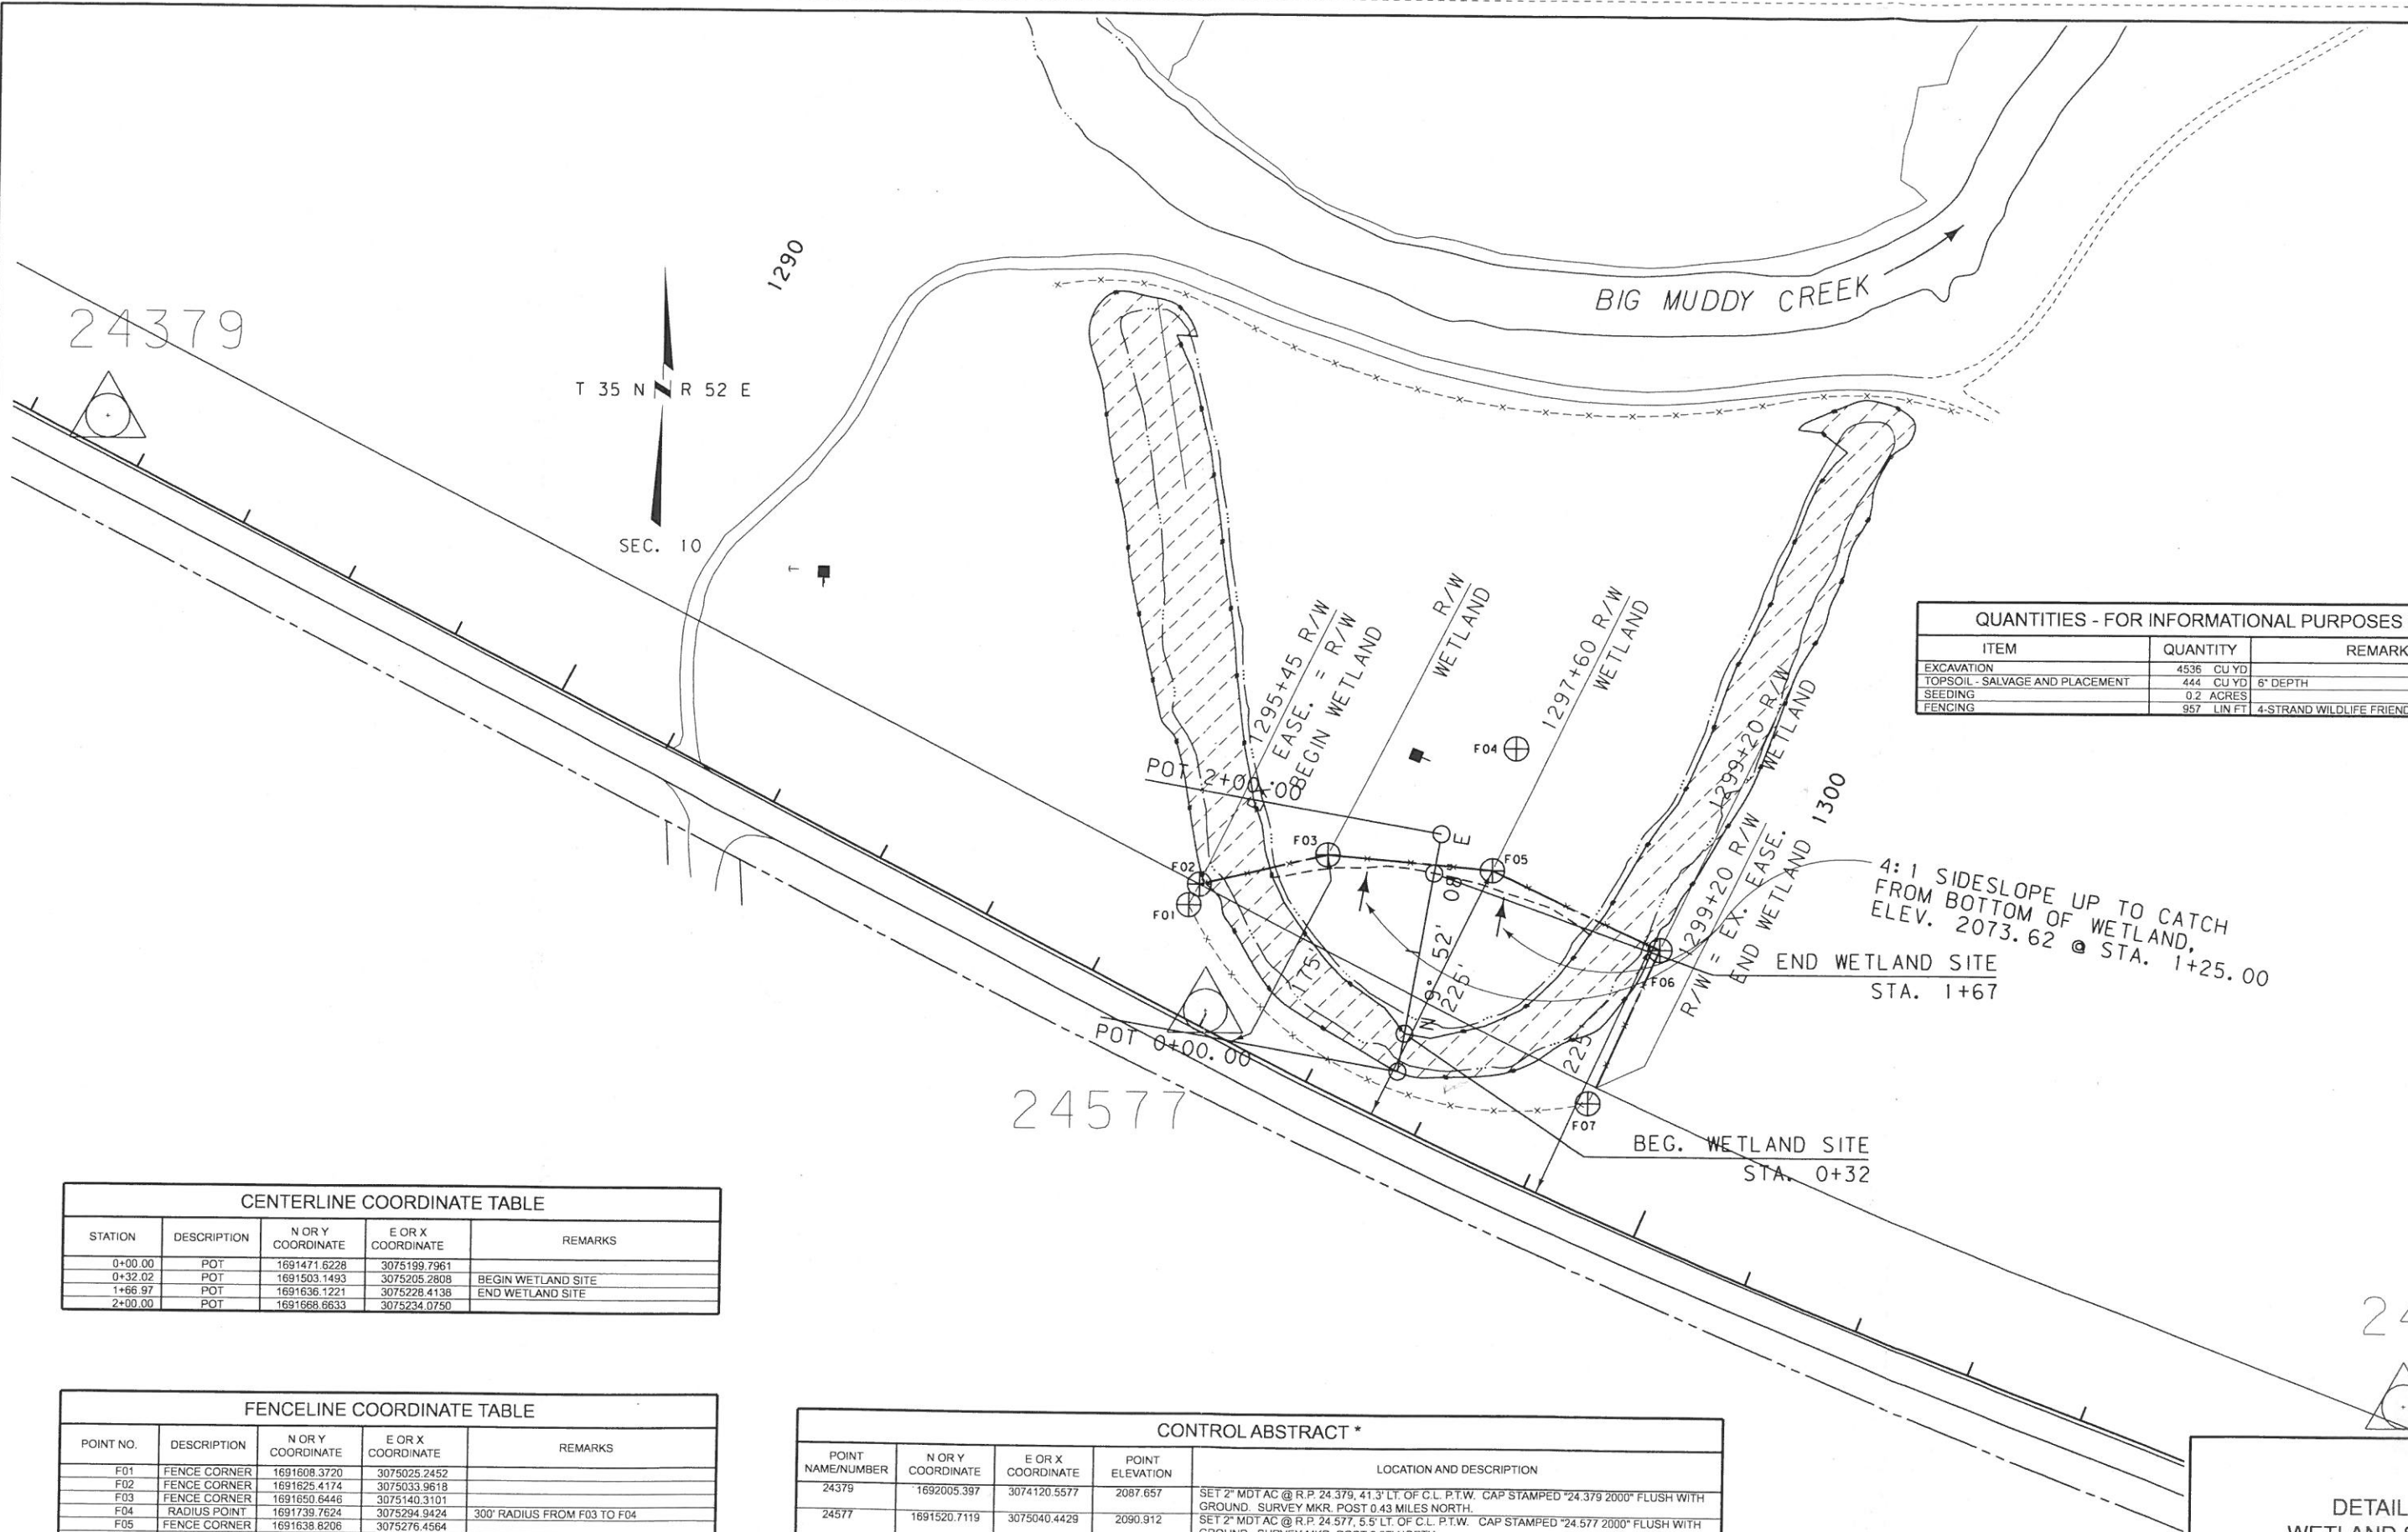 1290
24379
T 35 N N R 52 E
SEC. 10
BIG MUDDY CREEK
1295+45 R/W
EASE. = R/W
BEGIN WETLAND
R/W
WETLAND
1297+60 R/W
WETLAND
1299+20 R/W
WETLAND
1299+20 R/W
R/W = EX. EASE.
END WETLAND
1300
POT 2+00.00
F01
F02
F03
F04
F05
F06
F07
175'
225'
225'
N 9° 52' 08" E
POT 0+00.00
24577
4:1 SIDESLOPE UP TO CATCH
FROM BOTTOM OF WETLAND,
ELEV. 2073.62 @ STA. 1+25.00
END WETLAND SITE
STA. 1+67
BEG. WETLAND SITE
STA. 0+32
QUANTITIES - FOR INFORMATIONAL PURPOSES
ITEM QUANTITY REMARK
EXCAVATION 4536 CU YD
TOPSOIL - SALVAGE AND PLACEMENT 444 CU YD 6" DEPTH
SEEDING 0.2 ACRES
FENCING 957 LIN FT 4-STRAND WILDLIFE FRIEN
CENTERLINE COORDINATE TABLE
STATION DESCRIPTION N OR Y COORDINATE E OR X COORDINATE REMARKS
0+00.00 POT 1691471.6228 3075199.7961
0+32.02 POT 1691503.1493 3075205.2808 BEGIN WETLAND SITE
1+66.97 POT 1691636.1221 3075228.4138 END WETLAND SITE
2+00.00 POT 1691668.6633 3075234.0750
FENCELINE COORDINATE TABLE
POINT NO. DESCRIPTION N OR Y COORDINATE E OR X COORDINATE REMARKS
F01 FENCE CORNER 1691608.3720 3075025.2452
F02 FENCE CORNER 1691625.4174 3075033.9618
F03 FENCE CORNER 1691650.6446 3075140.3101
F04 RADIUS POINT 1691739.7624 3075294.9424 300' RADIUS FROM F03 TO F04
F05 FENCE CORNER 1691638.8206 3075276.4564
CONTROL ABSTRACT *
POINT NAME/NUMBER N OR Y COORDINATE E OR X COORDINATE POINT ELEVATION LOCATION AND DESCRIPTION
24379 1692005.397 3074120.5577 2087.657 SET 2" MDT AC @ R.P. 24.379, 41.3' LT. OF C.L. P.T.W. CAP STAMPED "24.379 2000" FLUSH WITH
GROUND. SURVEY MKR. POST 0.43 MILES NORTH.
24577 1691520.7119 3075040.4429 2090.912 SET 2" MDT AC @ R.P. 24.577, 5.5' LT. OF C.L. P.T.W. CAP STAMPED "24.577 2000" FLUSH WITH
24
DETAIL